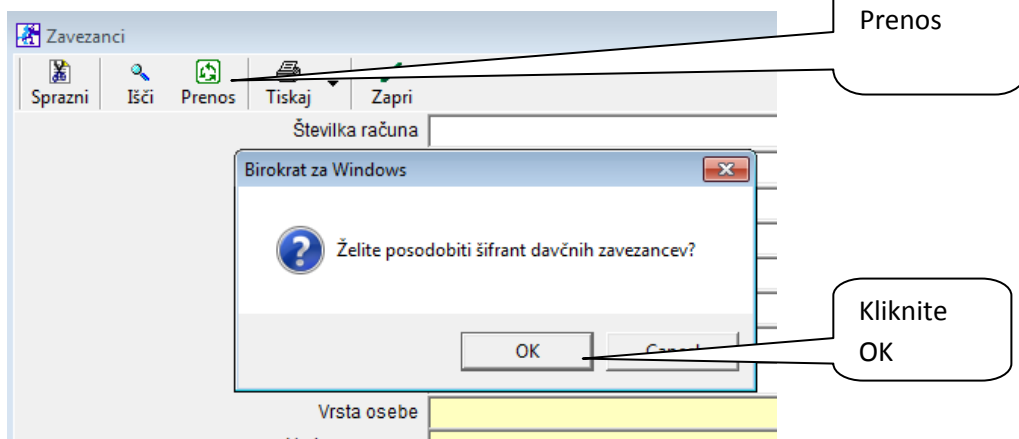 Prenos
Zavezanci
Sprazni Išči Prenos Tiskaj Zapri
Številka računa
Birokrat za Windows
Želite posodobiti šifrant davčnih zavezancev?
OK
Kliknite
OK
Vrsta osebe